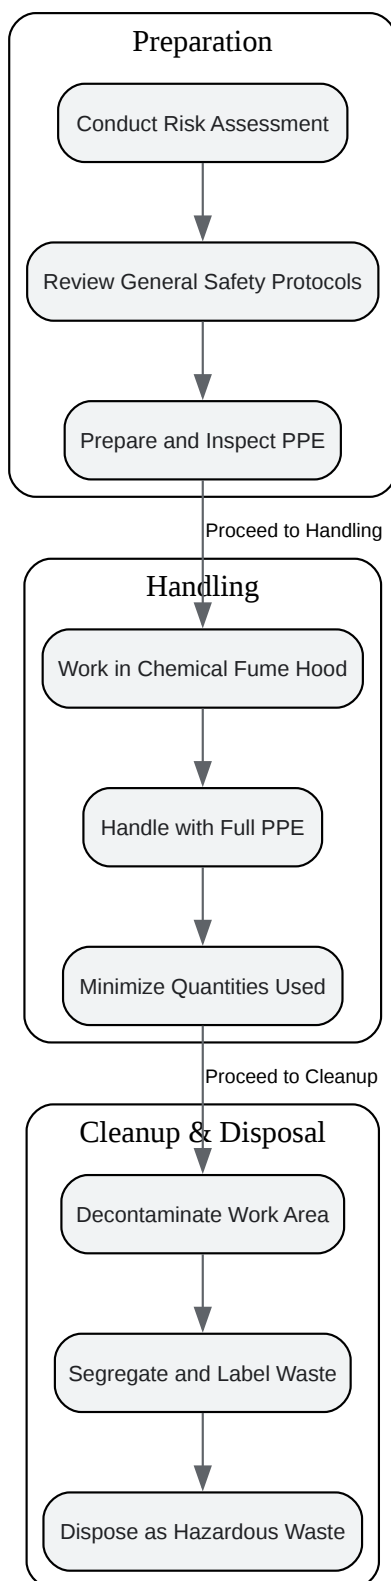 Preparation
Conduct Risk Assessment
Review General Safety Protocols
Prepare and Inspect PPE
Proceed to Handling
Handling
Work in Chemical Fume Hood
Handle with Full PPE
Minimize Quantities Used
Proceed to Cleanup
Cleanup & Disposal
Decontaminate Work Area
Segregate and Label Waste
Dispose as Hazardous Waste